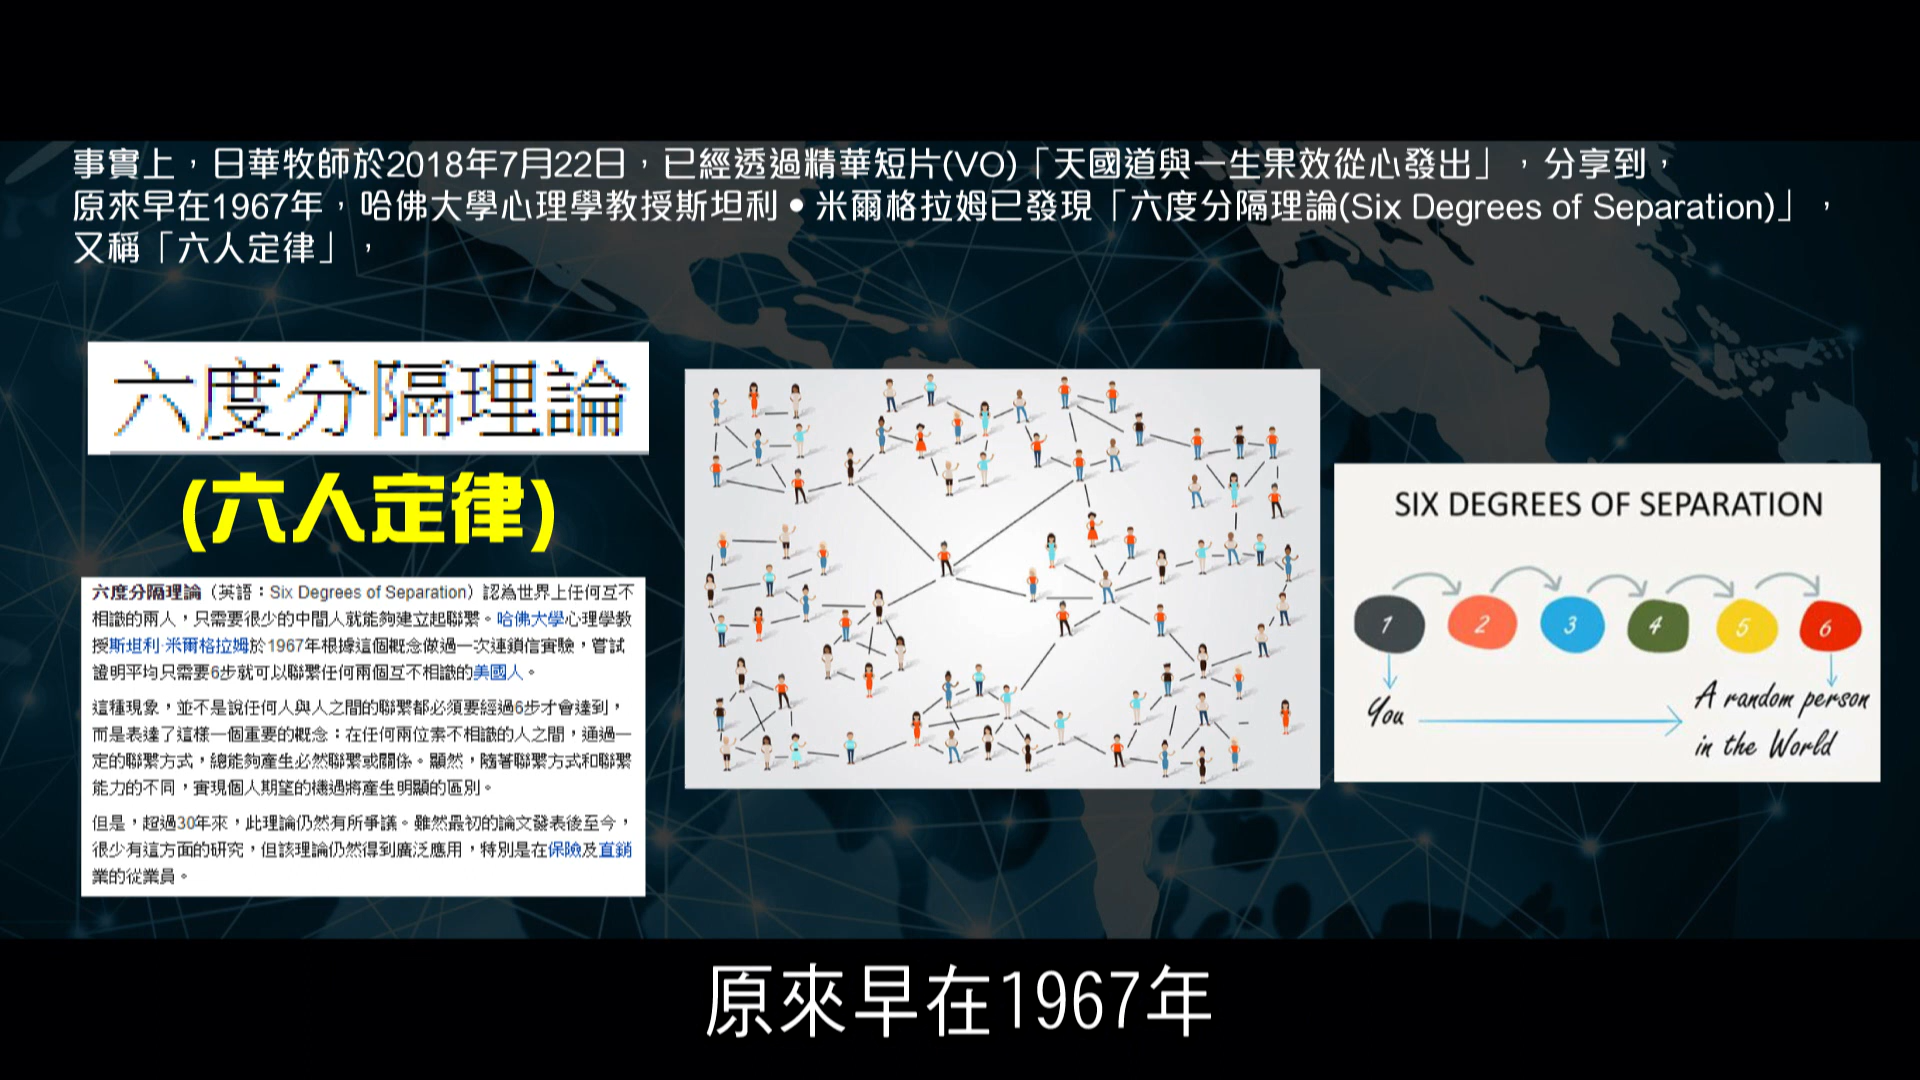 事實上，日華牧師於2018年7月22日，已經透過精華短片(VO)「天國道與一生果效從心發出」，分享到，
原來早在1967年，哈佛大學心理學教授斯坦利•米爾格拉姆已發現「六度分隔理論(Six Degrees of Separation)」，
又稱「六人定律」，
六度分隔理論
(六人定律)
六度分隔理論（英語：Six Degrees of Separation）認為世界上任何互不
相識的兩人，只需要很少的中間人就能夠建立起聯繫。哈佛大學心理學教
授斯坦利·米爾格拉姆於1967年根據這個概念做過一次連鎖信實驗，嘗試
證明平均只需要6步就可以聯繫任何兩個互不相識的美國人。
這種現象，並不是說任何人與人之間的聯繫都必須要經過6步才會達到，
而是表達了這樣一個重要的概念：在任何兩位素不相識的人之間，通過一
定的聯繫方式，總能夠產生必然聯繫或關係。顯然，隨著聯繫方式和聯繫
能力的不同，實現個人期望的機遇將產生明顯的區別。
但是，超過30年來，此理論仍然有所爭議。雖然最初的論文發表後至今，
很少有這方面的研究，但該理論仍然得到廣泛應用，特別是在保險及直銷
業的從業員。
SIX DEGREES OF SEPARATION
1 2 3 4 5 6
You
A random person
in the World
原來早在1967年